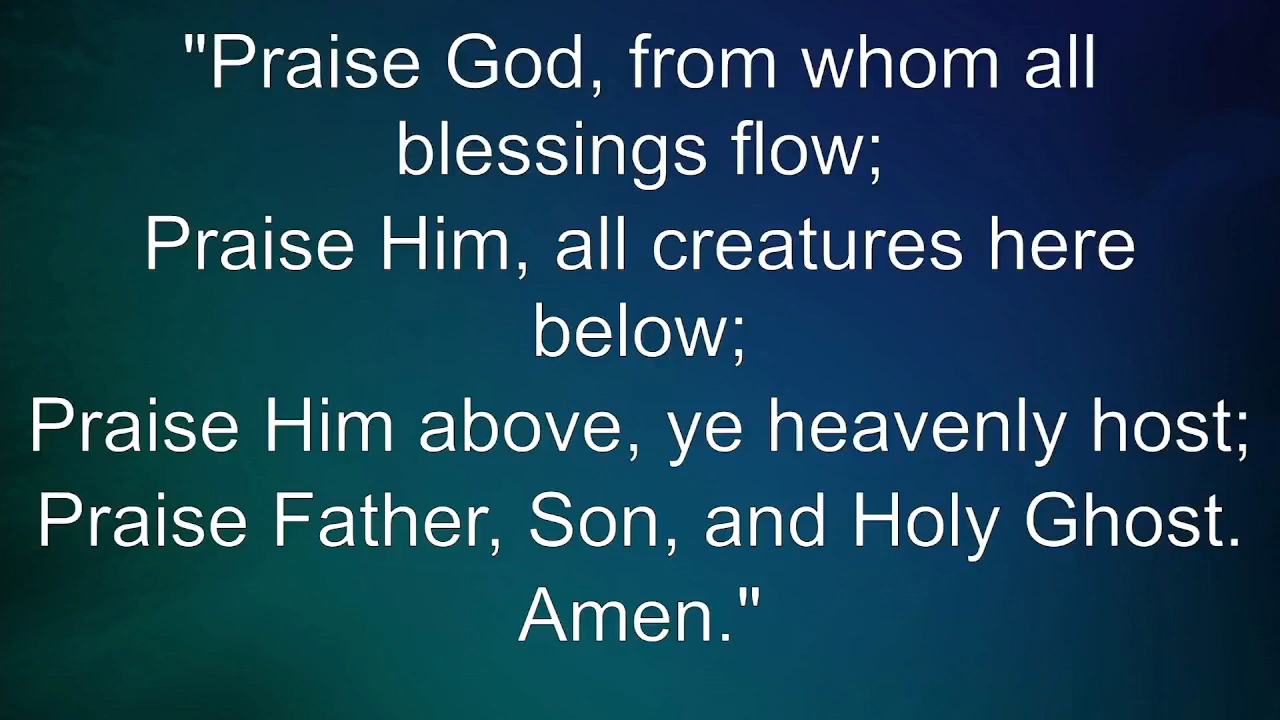 "Praise God, from whom all
blessings flow;
Praise Him, all creatures here
below;
Praise Him above, ye heavenly host;
Praise Father, Son, and Holy Ghost.
Amen."